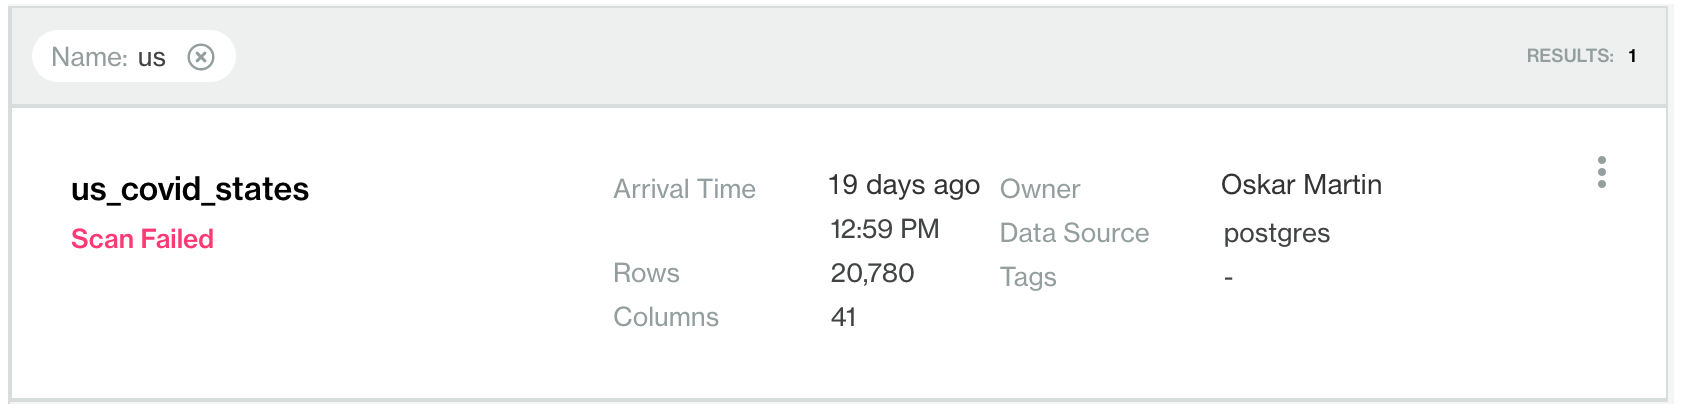 Name: us
RESULTS: 1
us_covid_states
Scan Failed
Arrival Time 19 days ago
12:59 PM
Rows 20,780
Columns 41
Owner Oskar Martin
Data Source postgres
Tags -